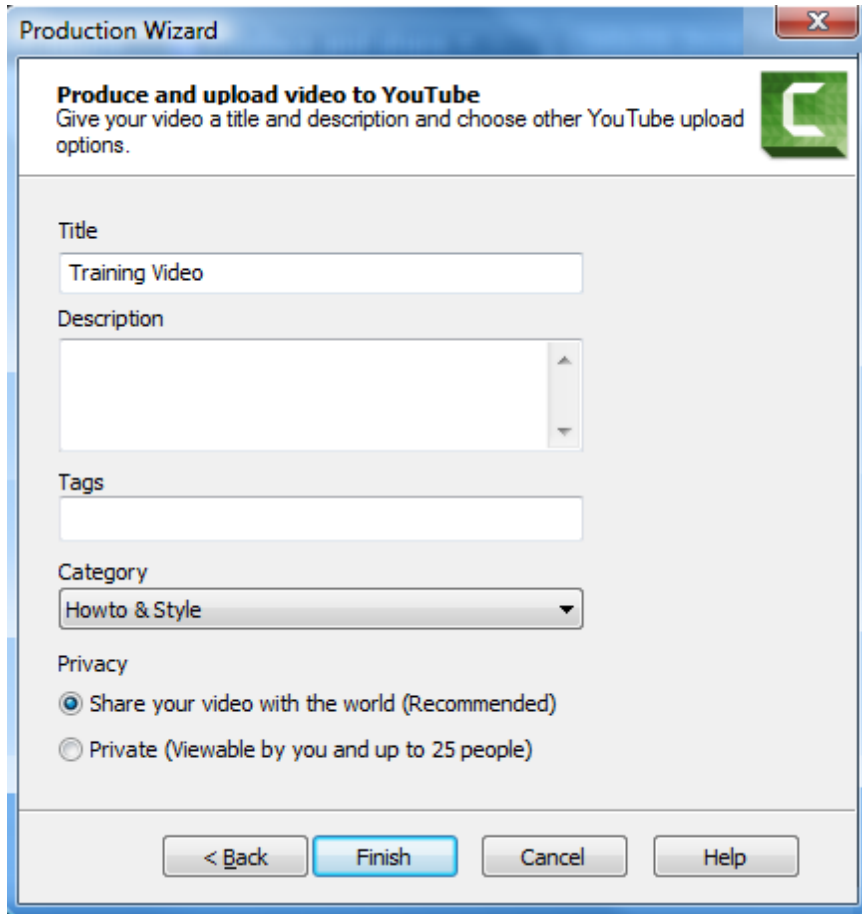 Production Wizard
Produce and upload video to YouTube
Give your video a title and description and choose other YouTube upload
options.
Title
Training Video
Description
Tags
Category
Howto & Style
Privacy
Share your video with the world (Recommended)
Private (Viewable by you and up to 25 people)
< Back Finish Cancel Help